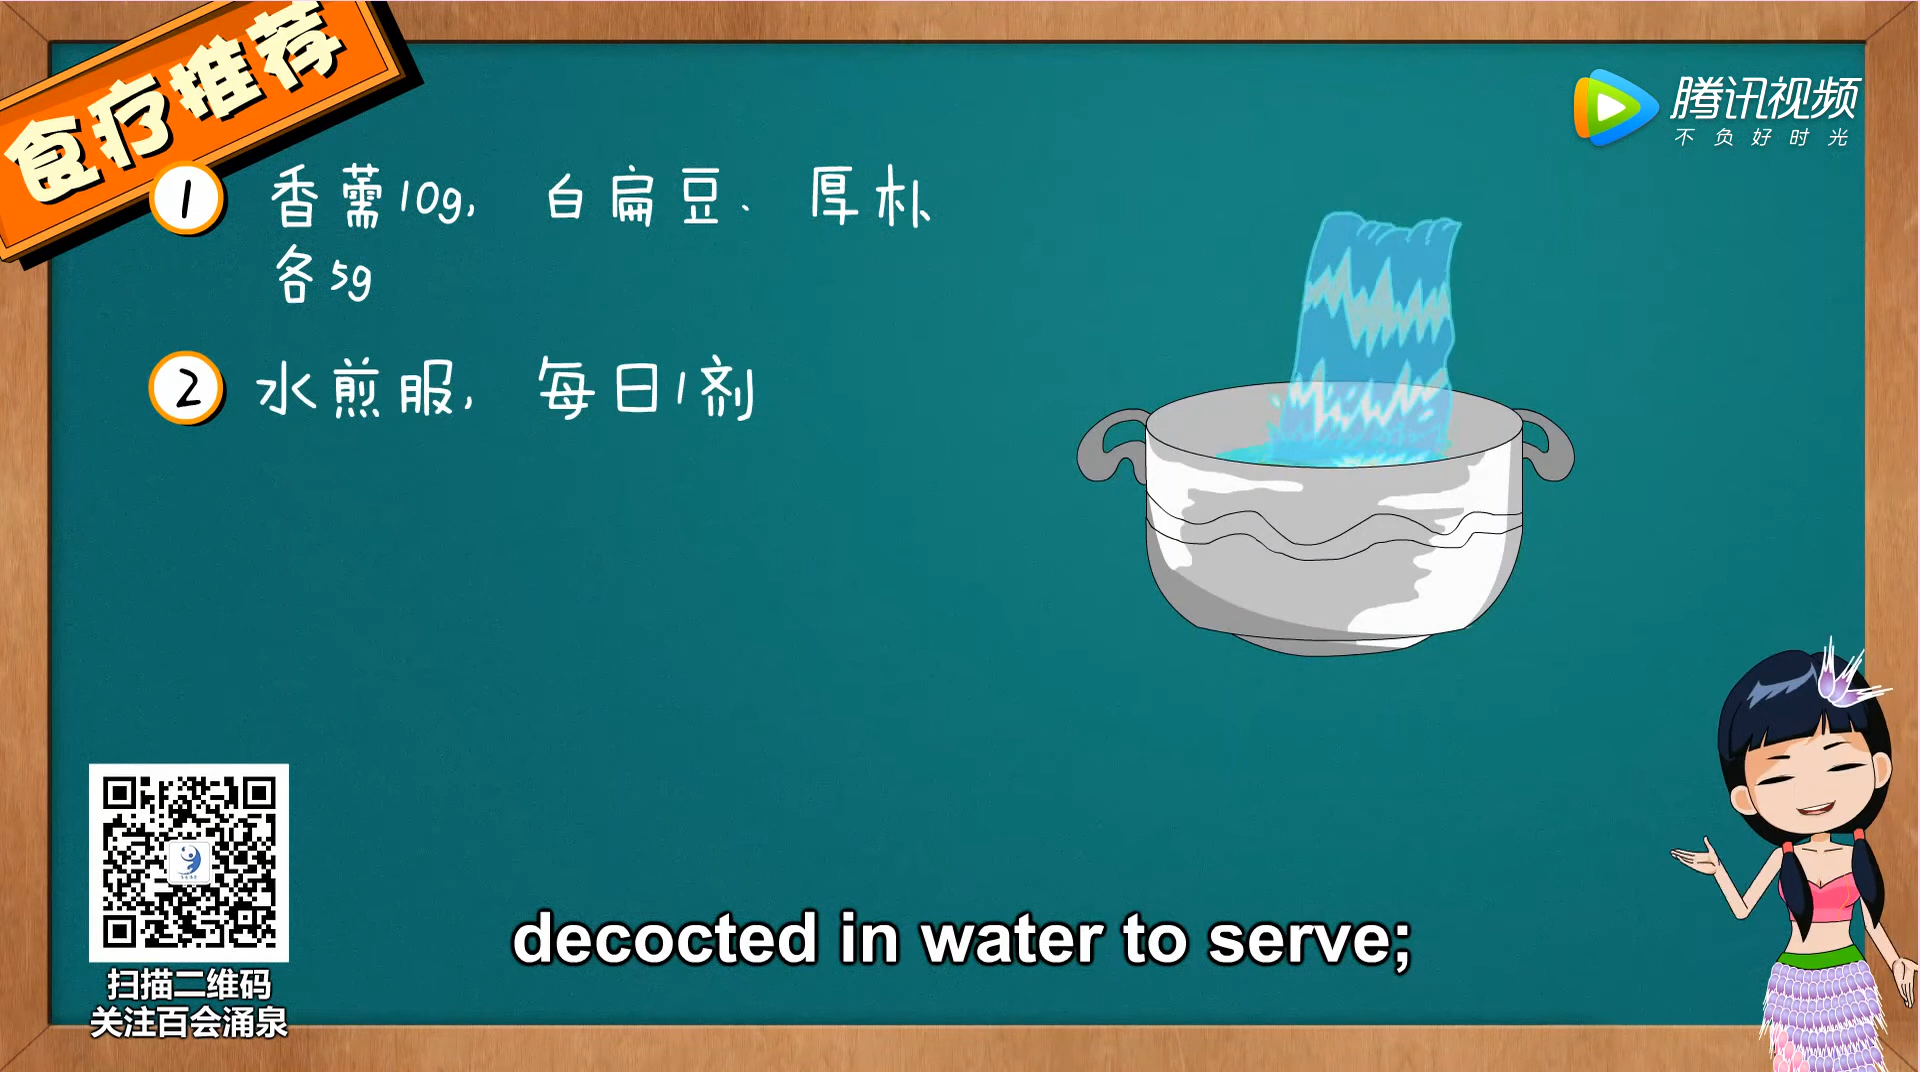 食疗推荐
腾讯视频
不负好时光
1 香薷10g, 白扁豆、厚朴
各5g
2 水煎服, 每日1剂
decocted in water to serve;
扫描二维码
关注百会涌泉